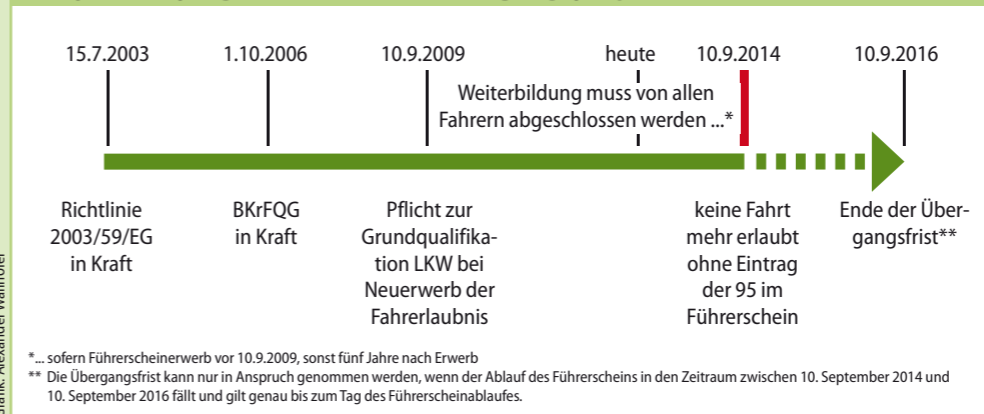 15.7.2003 1.10.2006 10.9.2009 heute 10.9.2014 10.9.2016
Weiterbildung muss von allen
Fahrern abgeschlossen werden ...*
Richtlinie
2003/59/EG
in Kraft
BKrFQG
in Kraft
Pflicht zur
Grundqualifika-
tion LKW bei
Neuerwerb der
Fahrerlaubnis
keine Fahrt
mehr erlaubt
ohne Eintrag
der 95 im
Führerschein
Ende der Über-
gangsfrist**
*... sofern Führerscheinerwerb vor 10.9.2009, sonst fünf Jahre nach Erwerb
** Die Übergangsfrist kann nur in Anspruch genommen werden, wenn der Ablauf des Führerscheins in den Zeitraum zwischen 10. September 2014 und
10. September 2016 fällt und gilt genau bis zum Tag des Führerscheinablaufes.